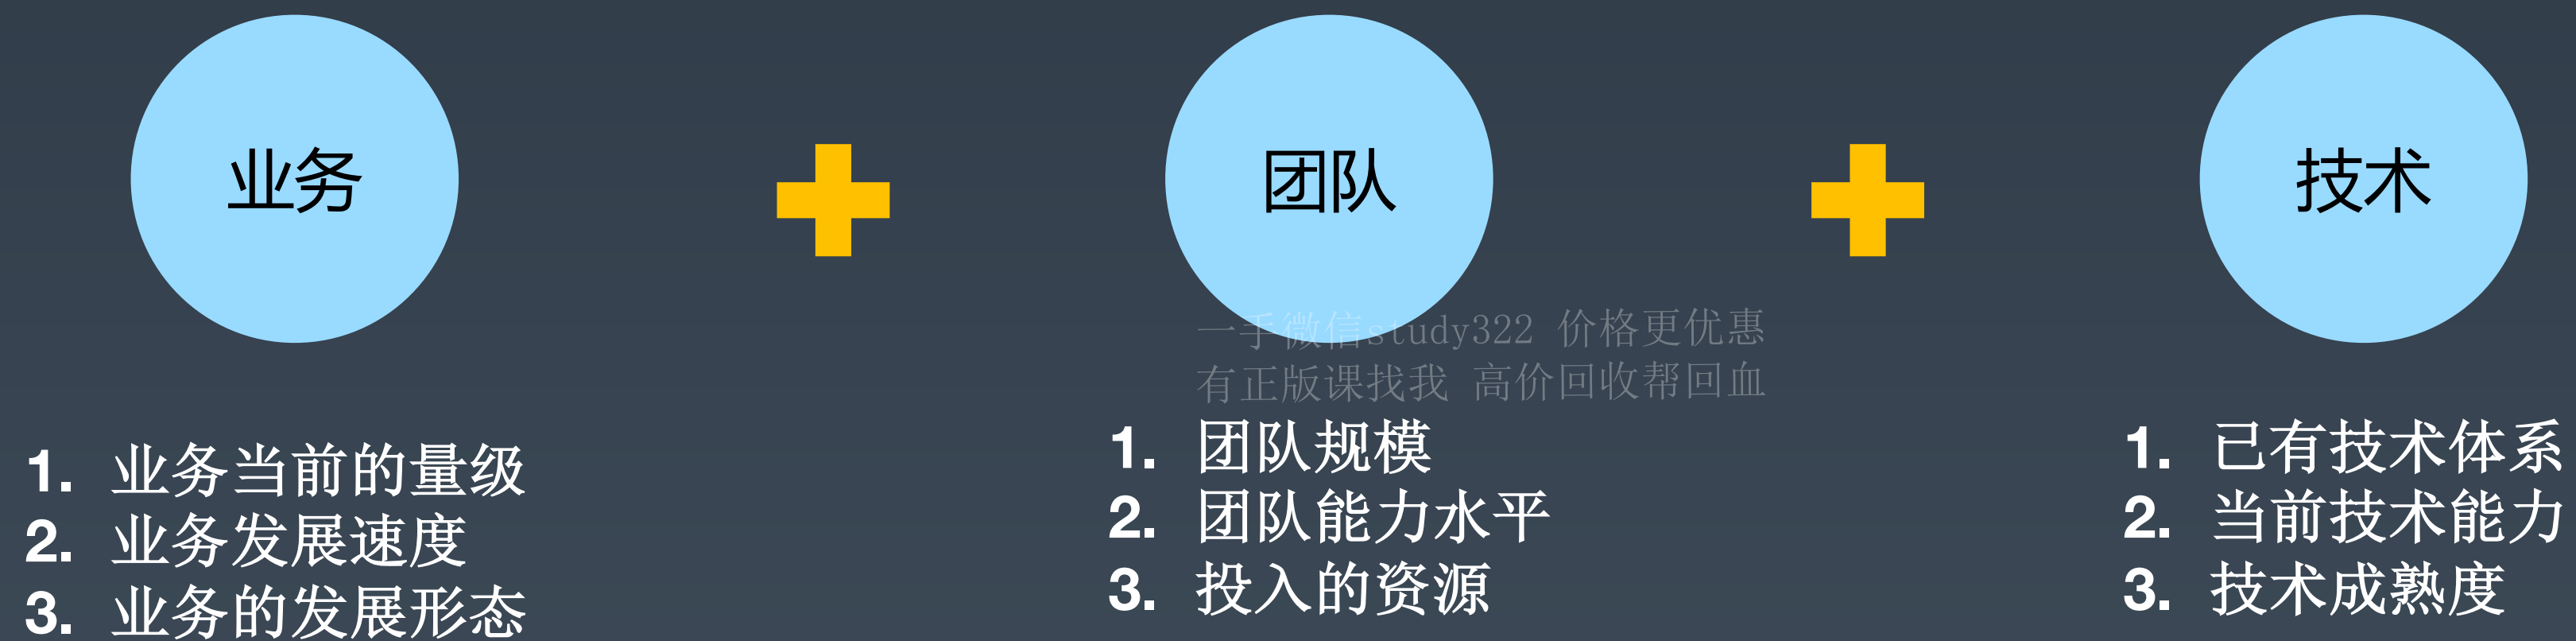 业务
团队
技术
一手微信study322 价格更优惠
有正版课找我 高价回收帮回血
1. 业务当前的量级
2. 业务发展速度
3. 业务的发展形态
1. 团队规模
2. 团队能力水平
3. 投入的资源
1. 已有技术体系
2. 当前技术能力
3. 技术成熟度